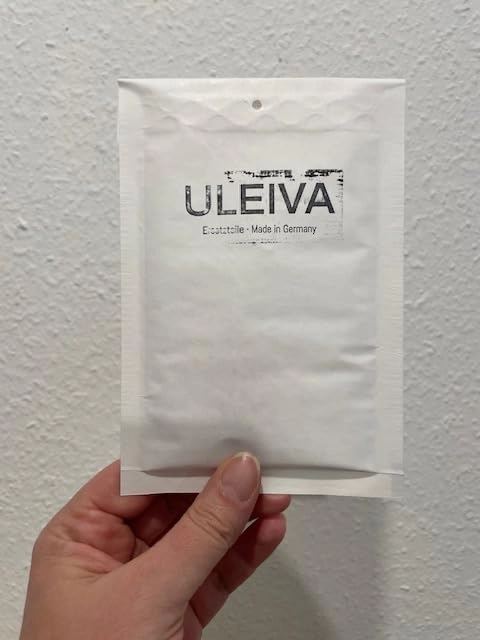 ULEIVA
Ersatzteile · Made in Germany